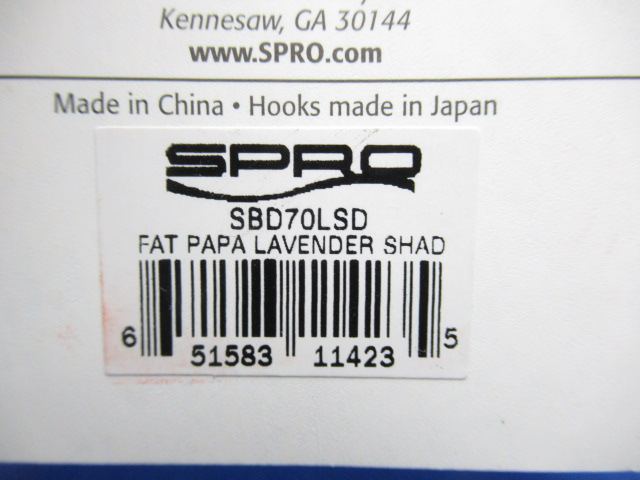 Kennesaw, GA 30144
www.SPRO.com
Made in China • Hooks made in Japan
SPRO
SBD70LSD
FAT PAPA LAVENDER SHAD
6 51583 11423 5